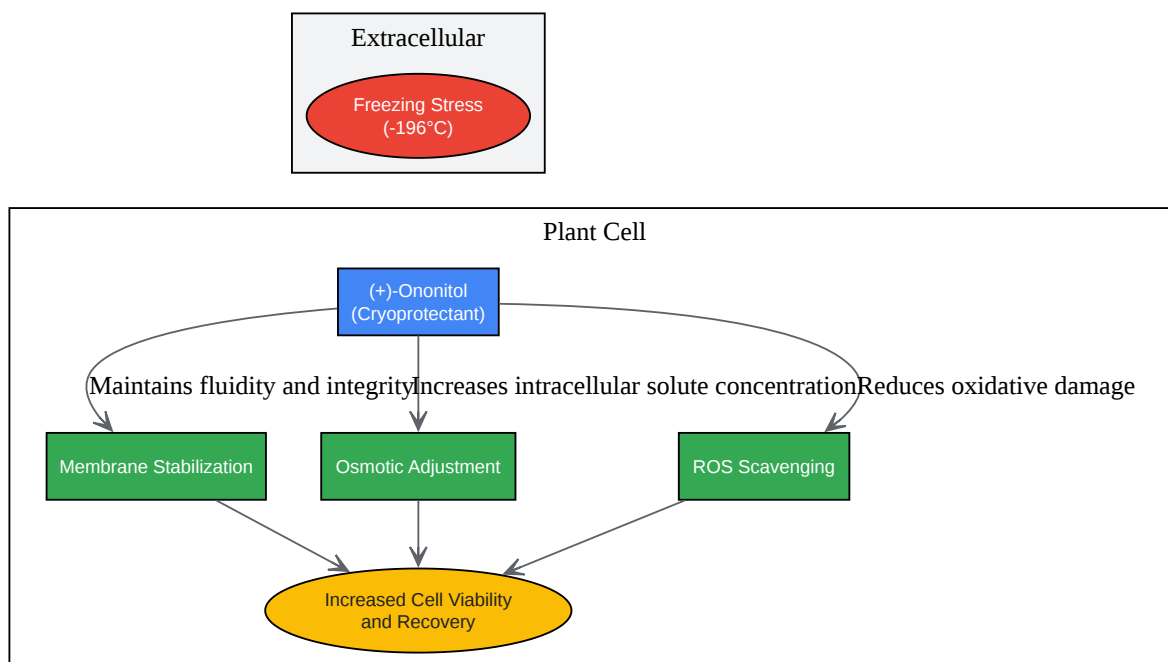 Extracellular
Freezing Stress
(-196°C)
Plant Cell
(+)-Ononitol
(Cryoprotectant)
Maintains fluidity and integrity
Increases intracellular solute concentration
Reduces oxidative damage
Membrane Stabilization
Osmotic Adjustment
ROS Scavenging
Increased Cell Viability
and Recovery